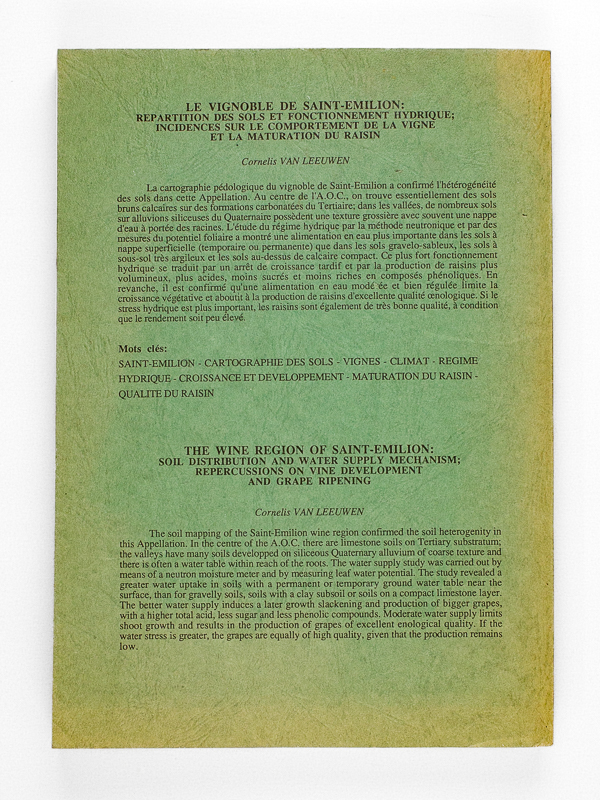 LE VIGNOBLE DE SAINT-EMILION:
REPARTITION DES SOLS ET FONCTIONNEMENT HYDRIQUE;
INCIDENCES SUR LE COMPORTEMENT DE LA VIGNE
ET LA MATURATION DU RAISIN
Cornelis VAN LEEUWEN
La cartographie pédologique du vignoble de Saint-Emilion a confirmé l'hétérogénéité
des sols dans cette Appellation. Au centre de l'A.O.C., on trouve essentiellement des sols
bruns calcaires sur des formations carbonatées du Tertiaire; dans les vallées, de nombreux sols
sur alluvions siliceuses du Quaternaire possèdent une texture grossière avec souvent une nappe
d'eau à portée des racines. L'étude du régime hydrique par la méthode neutronique et par des
mesures du potentiel foliaire a montré une alimentation en eau plus importante dans les sols à
nappe superficielle (temporaire ou permanente) que dans les sols gravelo-sableux, les sols à
sous-sol très argileux et les sols au-dessus de calcaire compact. Ce plus fort fonctionnement
hydrique se traduit par un arrêt de croissance tardif et par la production de raisins plus
volumineux, plus acides, moins sucrés et moins riches en composés phénoliques. En
revanche, il est confirmé qu'une alimentation en eau mod ée et bien régulée limite la
croissance végétative et aboutit à la production de raisins d'excellente qualité œnologique. Si le
stress hydrique est plus important, les raisins sont également de très bonne qualité, à condition
que le rendement soit peu élevé.
Mots clés:
SAINT-EMILION - CARTOGRAPHIE DES SOLS - VIGNES - CLIMAT - REGIME
HYDRIQUE - CROISSANCE ET DEVELOPPEMENT - MATURATION DU RAISIN -
QUALITE DU RAISIN
THE WINE REGION OF SAINT-EMILION:
SOIL DISTRIBUTION AND WATER SUPPLY MECHANISM;
REPERCUSSIONS ON VINE DEVELOPMENT
AND GRAPE RIPENING
Cornelis VAN LEEUWEN
The soil mapping of the Saint-Emilion wine region confirmed the soil heterogenity in
this Appellation. In the centre of the A.O.C. there are limestone soils on Tertiary substratum;
the valleys have many soils developped on siliceous Quaternary alluvium of coarse texture and
there is often a water table within reach of the roots. The water supply study was carried out by
means of a neutron moisture meter and by measuring leaf water potential. The study revealed a
greater water uptake in soils with a permanent or temporary ground water table near the
surface, than for gravelly soils, soils with a clay subsoil or soils on a compact limestone layer.
The better water supply induces a later growth slackening and production of bigger grapes,
with a higher total acid, less sugar and less phenolic compounds. Moderate water supply limits
shoot growth and results in the production of grapes of excellent enological quality. If the
water stress is greater, the grapes are equally of high quality, given that the production remains
low.